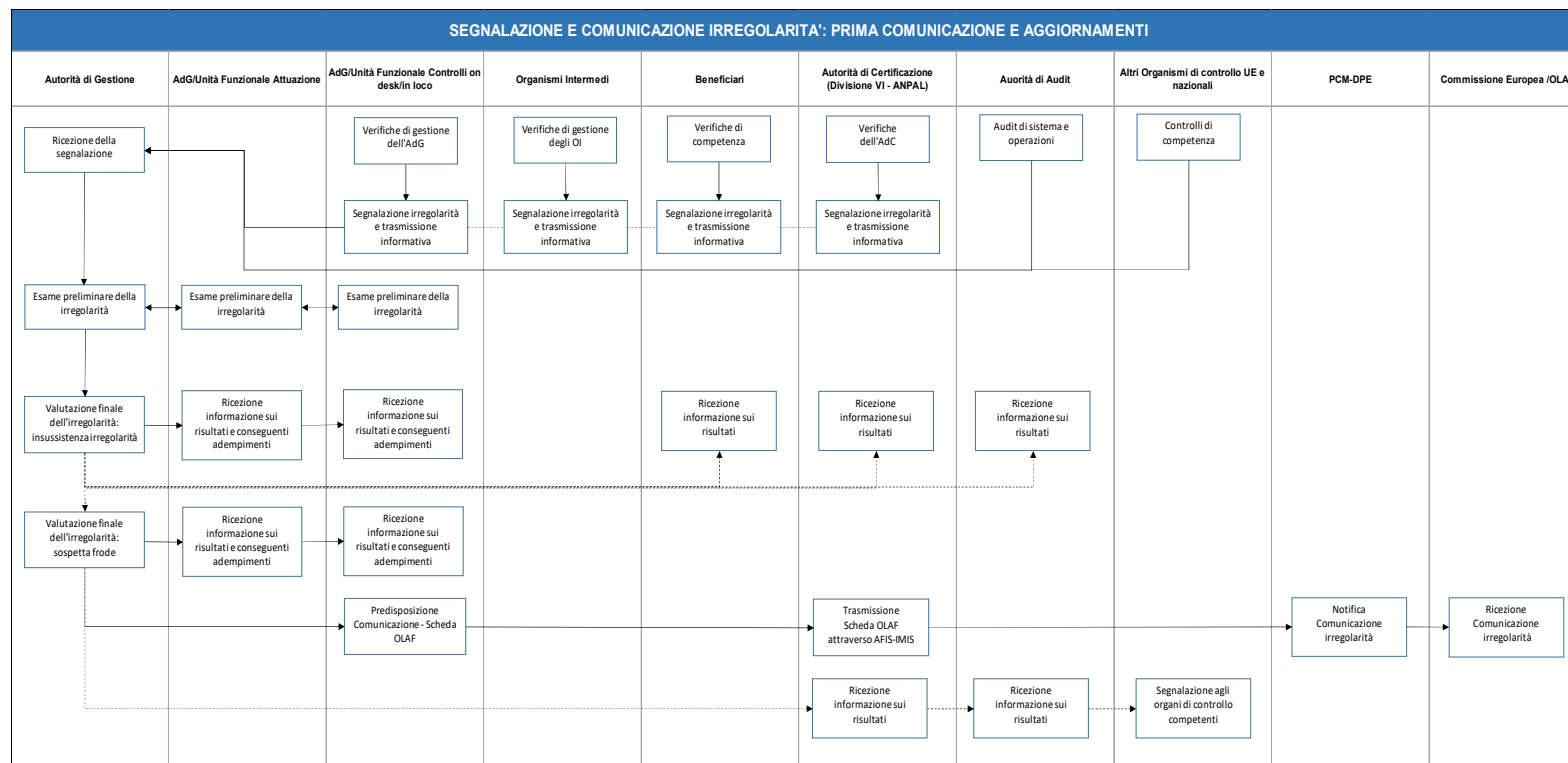 SEGNALAZIONE E COMUNICAZIONE IRREGOLARITA': PRIMA COMUNICAZIONE E AGGIORNAMENTI
Autorità di Gestione
AdG/Unità Funzionale Attuazione
AdG/Unità Funzionale Controlli on
desk/in loco
Organismi Intermedi
Beneficiari
Autorità di Certificazione
(Divisione VI - ANPAL)
Auorità di Audit
Altri Organismi di controllo UE e
nazionali
PCM-DPE
Commissione Europea /OLA
Ricezione della
segnalazione
Verifiche di gestione
dell'AdG
Verifiche di gestione
degli OI
Verifiche di
competenza
Verifiche
dell'AdC
Audit di sistema e
operazioni
Controlli di
competenza
Segnalazione irregolarità
e trasmissione
informativa
Segnalazione irregolarità
e trasmissione
informativa
Segnalazione irregolarità
e trasmissione
informativa
Segnalazione irregolarità
e trasmissione
informativa
Esame preliminare della
irregolarità
Esame preliminare della
irregolarità
Esame preliminare della
irregolarità
Valutazione finale
dell'irregolarità:
insussistenza irregolarità
Ricezione
informazione sui
risultati e conseguenti
adempimenti
Ricezione
informazione sui
risultati e conseguenti
adempimenti
Ricezione
informazione sui
risultati
Ricezione
informazione sui
risultati
Ricezione
informazione sui
risultati
Valutazione finale
dell'irregolarità:
sospetta frode
Ricezione
informazione sui
risultati e conseguenti
adempimenti
Ricezione
informazione sui
risultati e conseguenti
adempimenti
Predisposizione
Comunicazione - Scheda
OLAF
Trasmissione
Scheda OLAF
attraverso AFIS-IMIS
Notifica
Comunicazione
irregolarità
Ricezione
Comunicazione
irregolarità
Ricezione
informazione sui
risultati
Ricezione
informazione sui
risultati
Segnalazione agli
organi di controllo
competenti